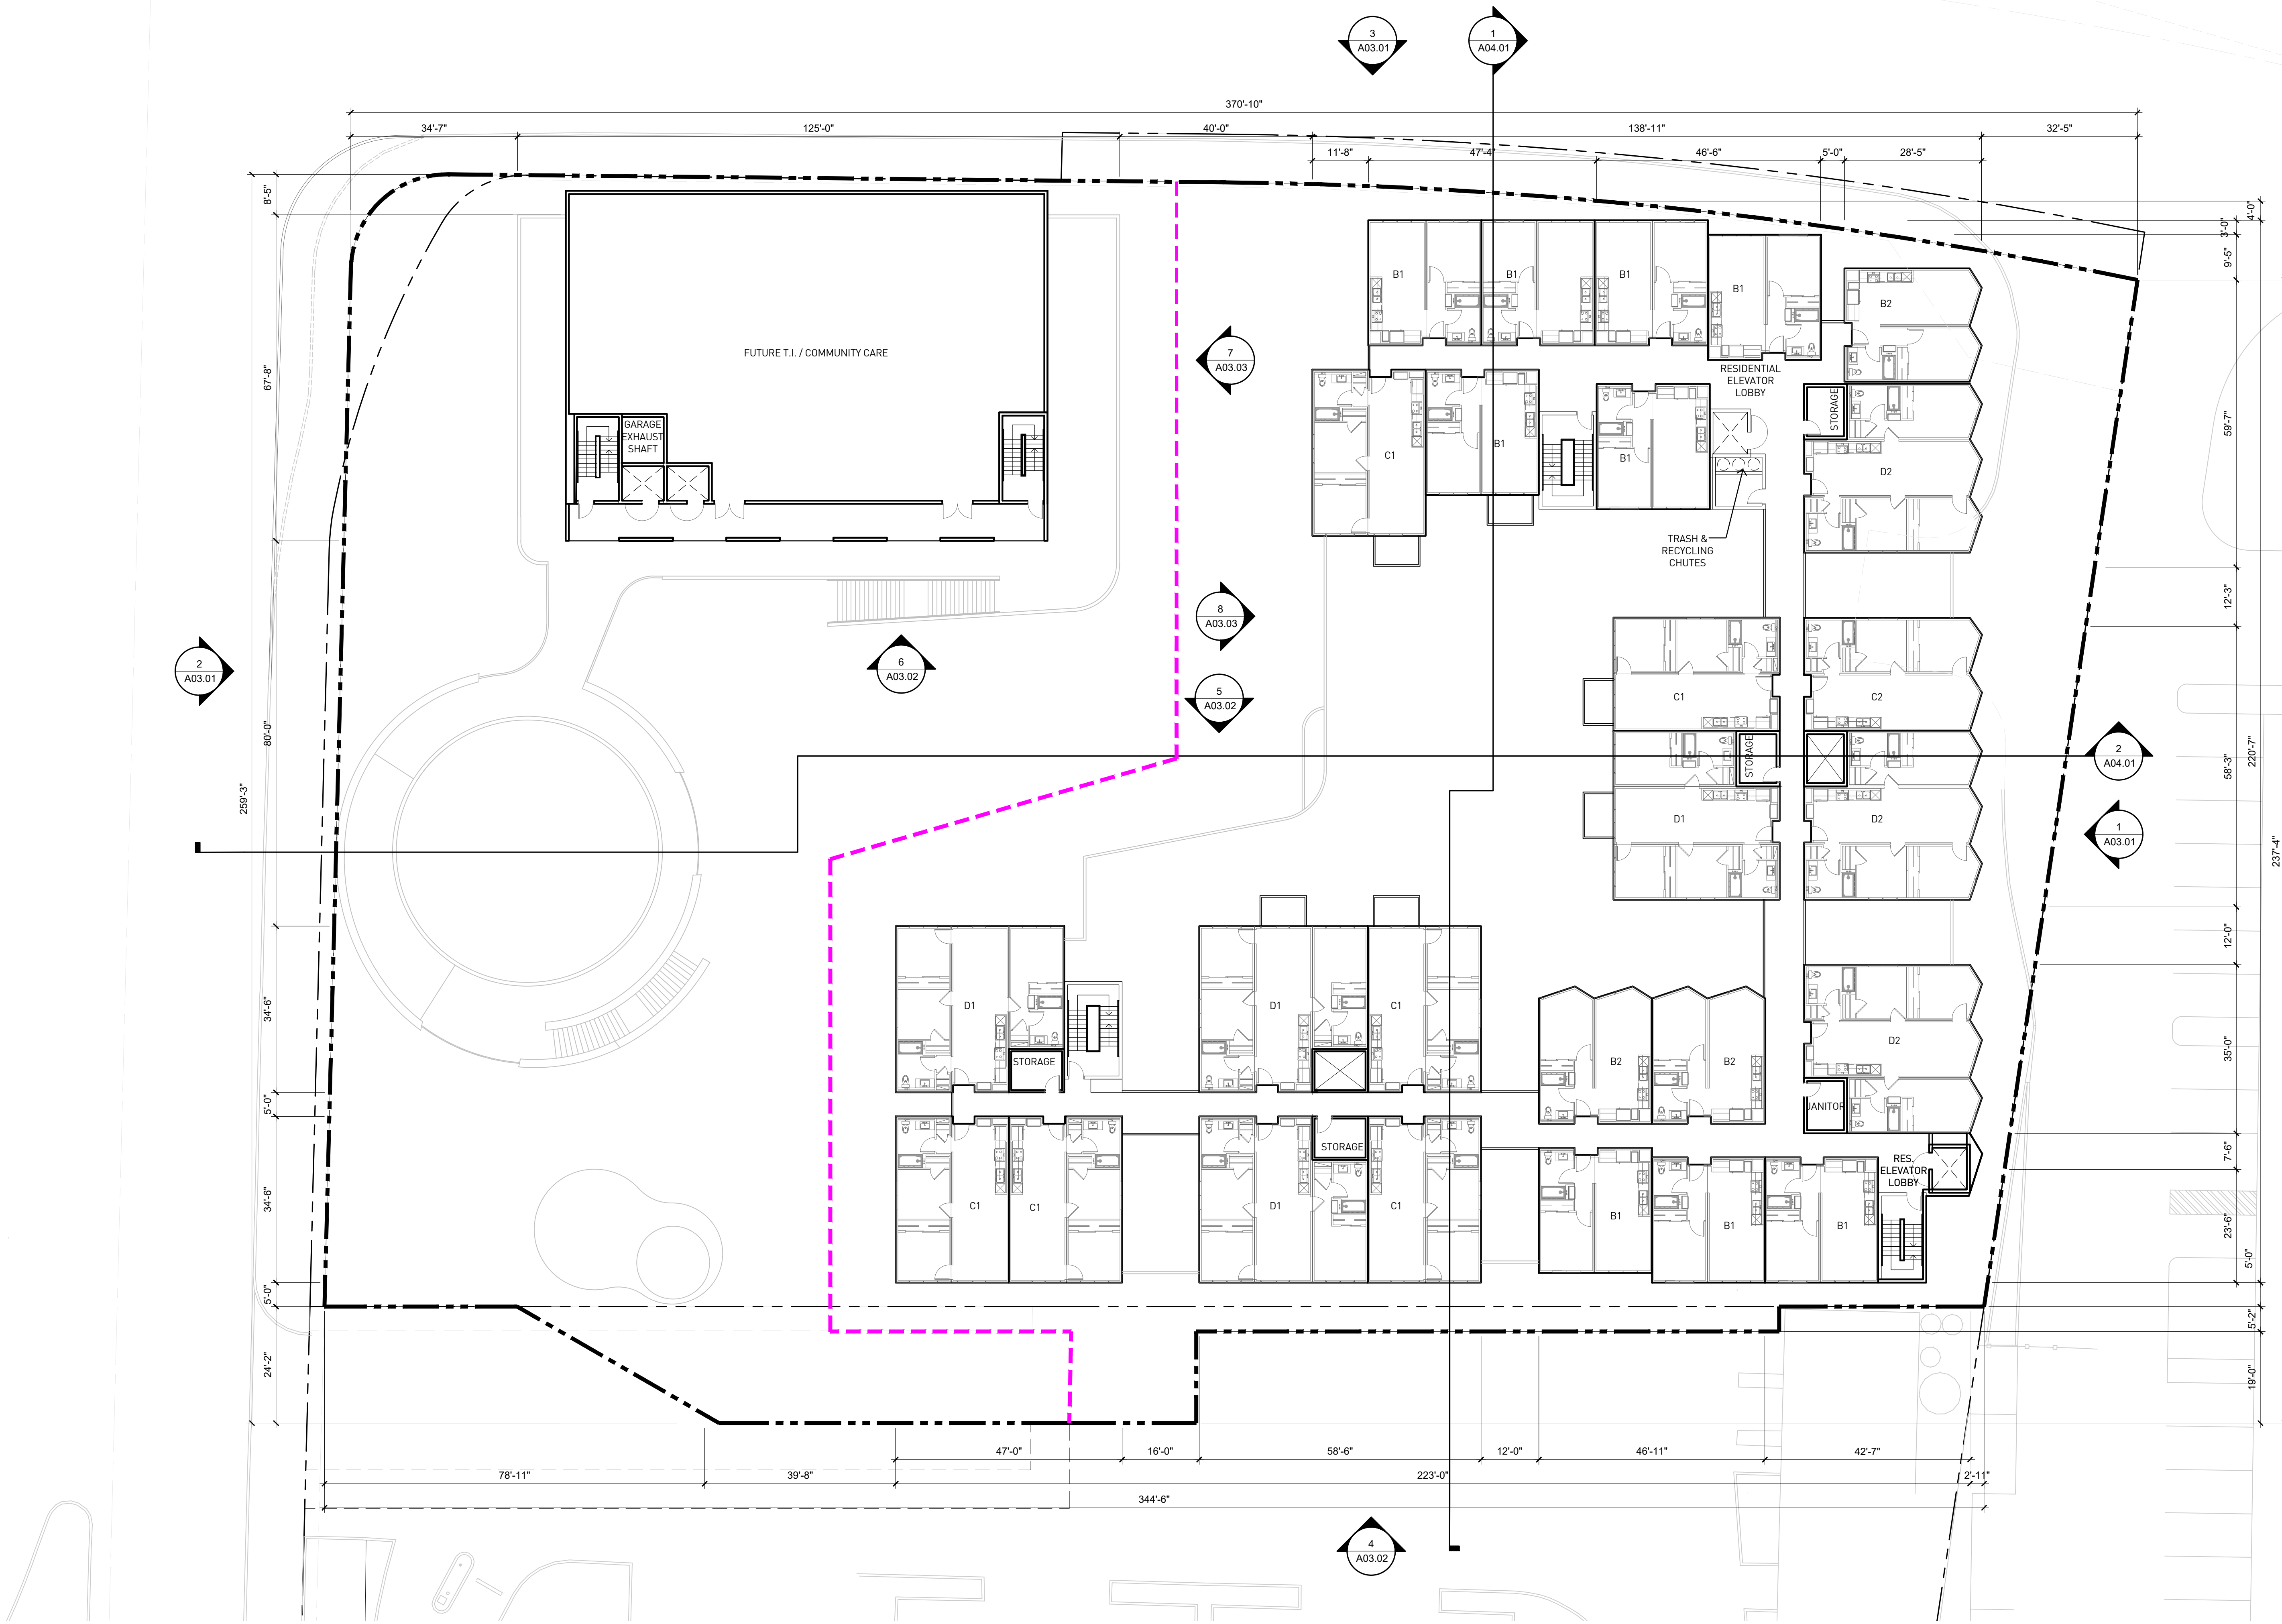 3
A03.01
1
A04.01
370'-10"
34'-7"
125'-0"
40'-0"
138'-11"
32'-5"
11'-8"
47'-4"
46'-6"
5'-0"
28'-5"
8'-5"
67'-8"
80'-0"
259'-3"
34'-6"
5'-0"
34'-6"
5'-0"
24'-2"
4'-0"
3'-0"
9'-5"
59'-7"
12'-3"
58'-3"
220'-7"
237'-4"
12'-0"
35'-0"
7'-6"
23'-6"
5'-0"
5'-2"
19'-0"
FUTURE T.I. / COMMUNITY CARE
GARAGE
EXHAUST
SHAFT
7
A03.03
8
A03.03
5
A03.02
6
A03.02
2
A03.01
2
A04.01
1
A03.01
B1
B1
B1
B1
B2
RESIDENTIAL
ELEVATOR
LOBBY
STORAGE
C1
B1
B1
D2
TRASH &
RECYCLING
CHUTES
C1
C2
STORAGE
D1
D2
D1
STORAGE
D1
C1
B2
B2
D2
JANITOR
C1
C1
D1
STORAGE
C1
B1
B1
B1
RES.
ELEVATOR
LOBBY
47'-0"
16'-0"
58'-6"
12'-0"
46'-11"
42'-7"
78'-11"
39'-8"
223'-0"
2'-11"
344'-6"
4
A03.02